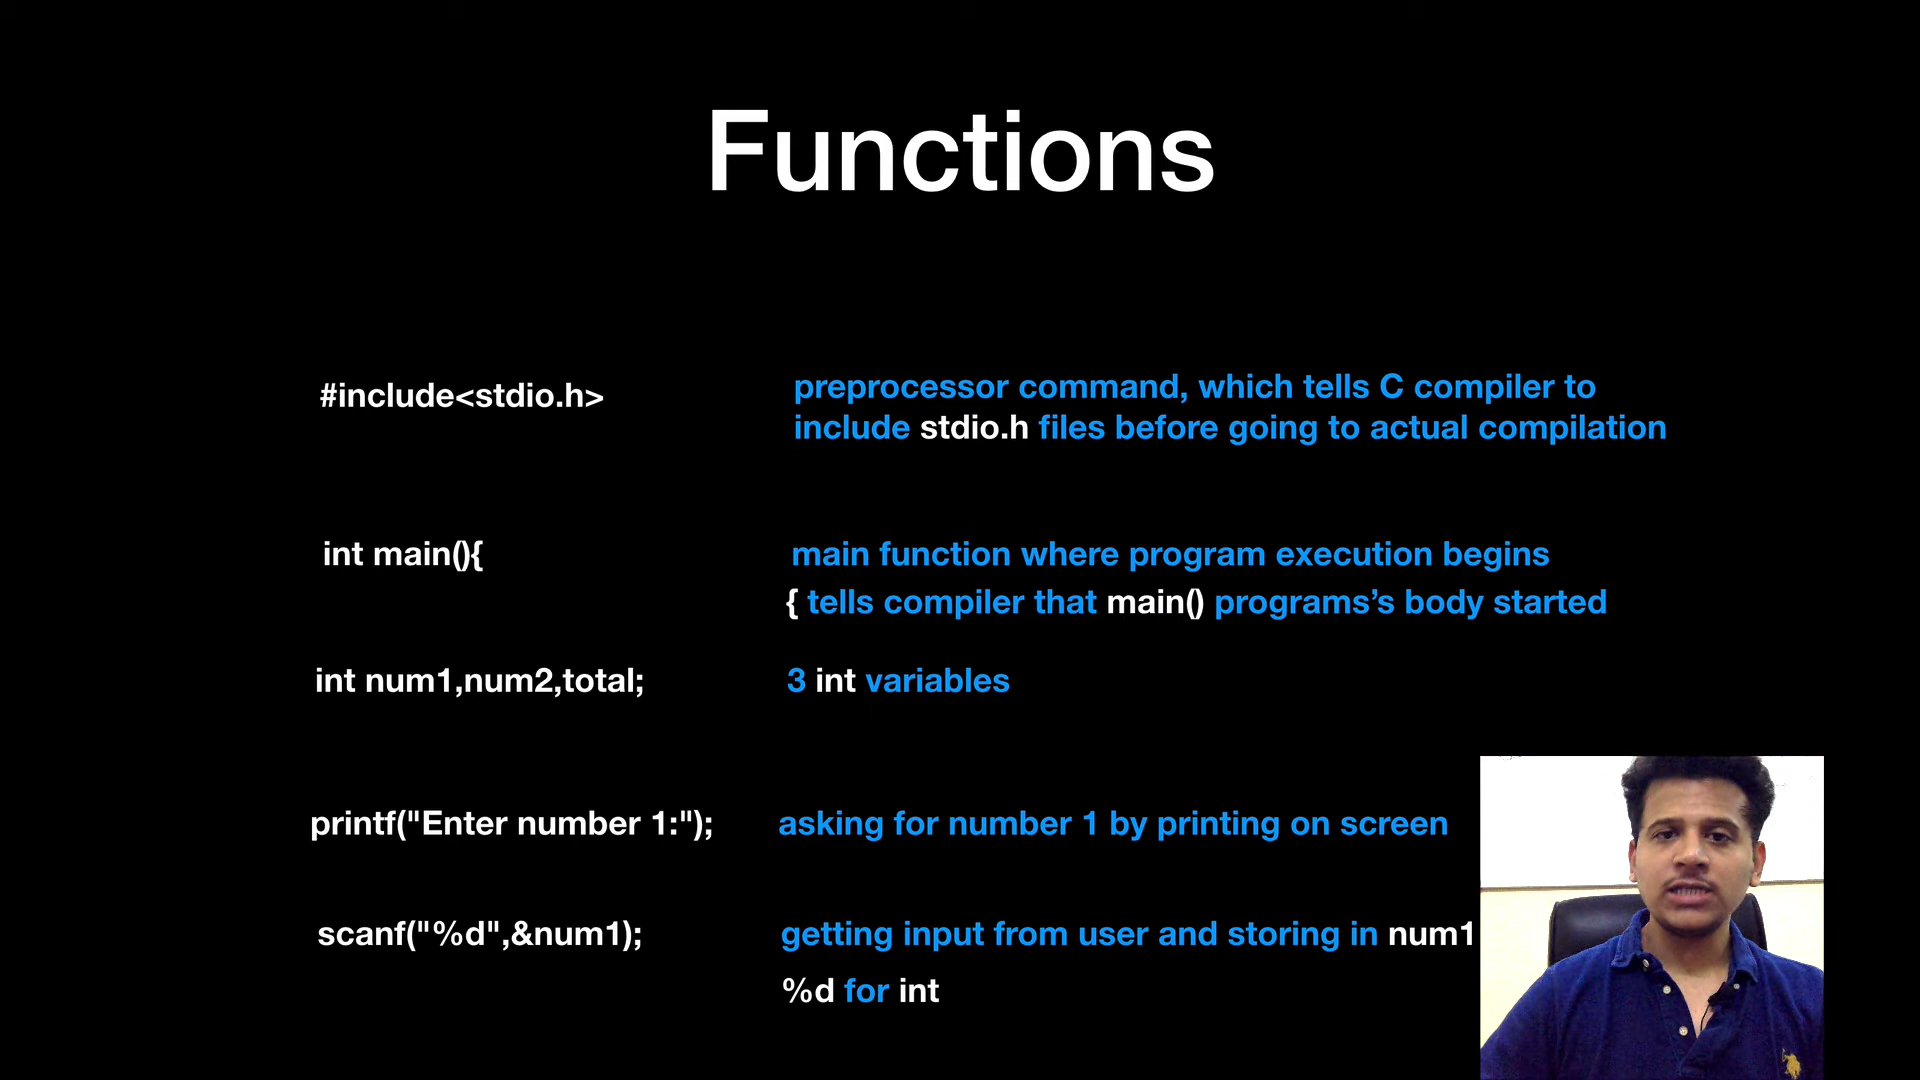 Functions
#include<stdio.h>
preprocessor command, which tells C compiler to
include stdio.h files before going to actual compilation
int main(){
main function where program execution begins
{ tells compiler that main() programs’s body started
int num1,num2,total;
3 int variables
printf("Enter number 1:");
asking for number 1 by printing on screen
scanf("%d",&num1);
getting input from user and storing in num1
%d for int